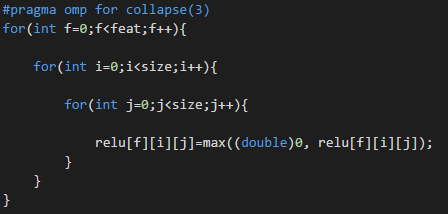 #pragma omp for collapse(3)
for(int f=0;f<feat;f++){
for(int i=0;i<size;i++){
for(int j=0;j<size;j++){
relu[f][i][j]=max((double)0, relu[f][i][j]);
}
}
}